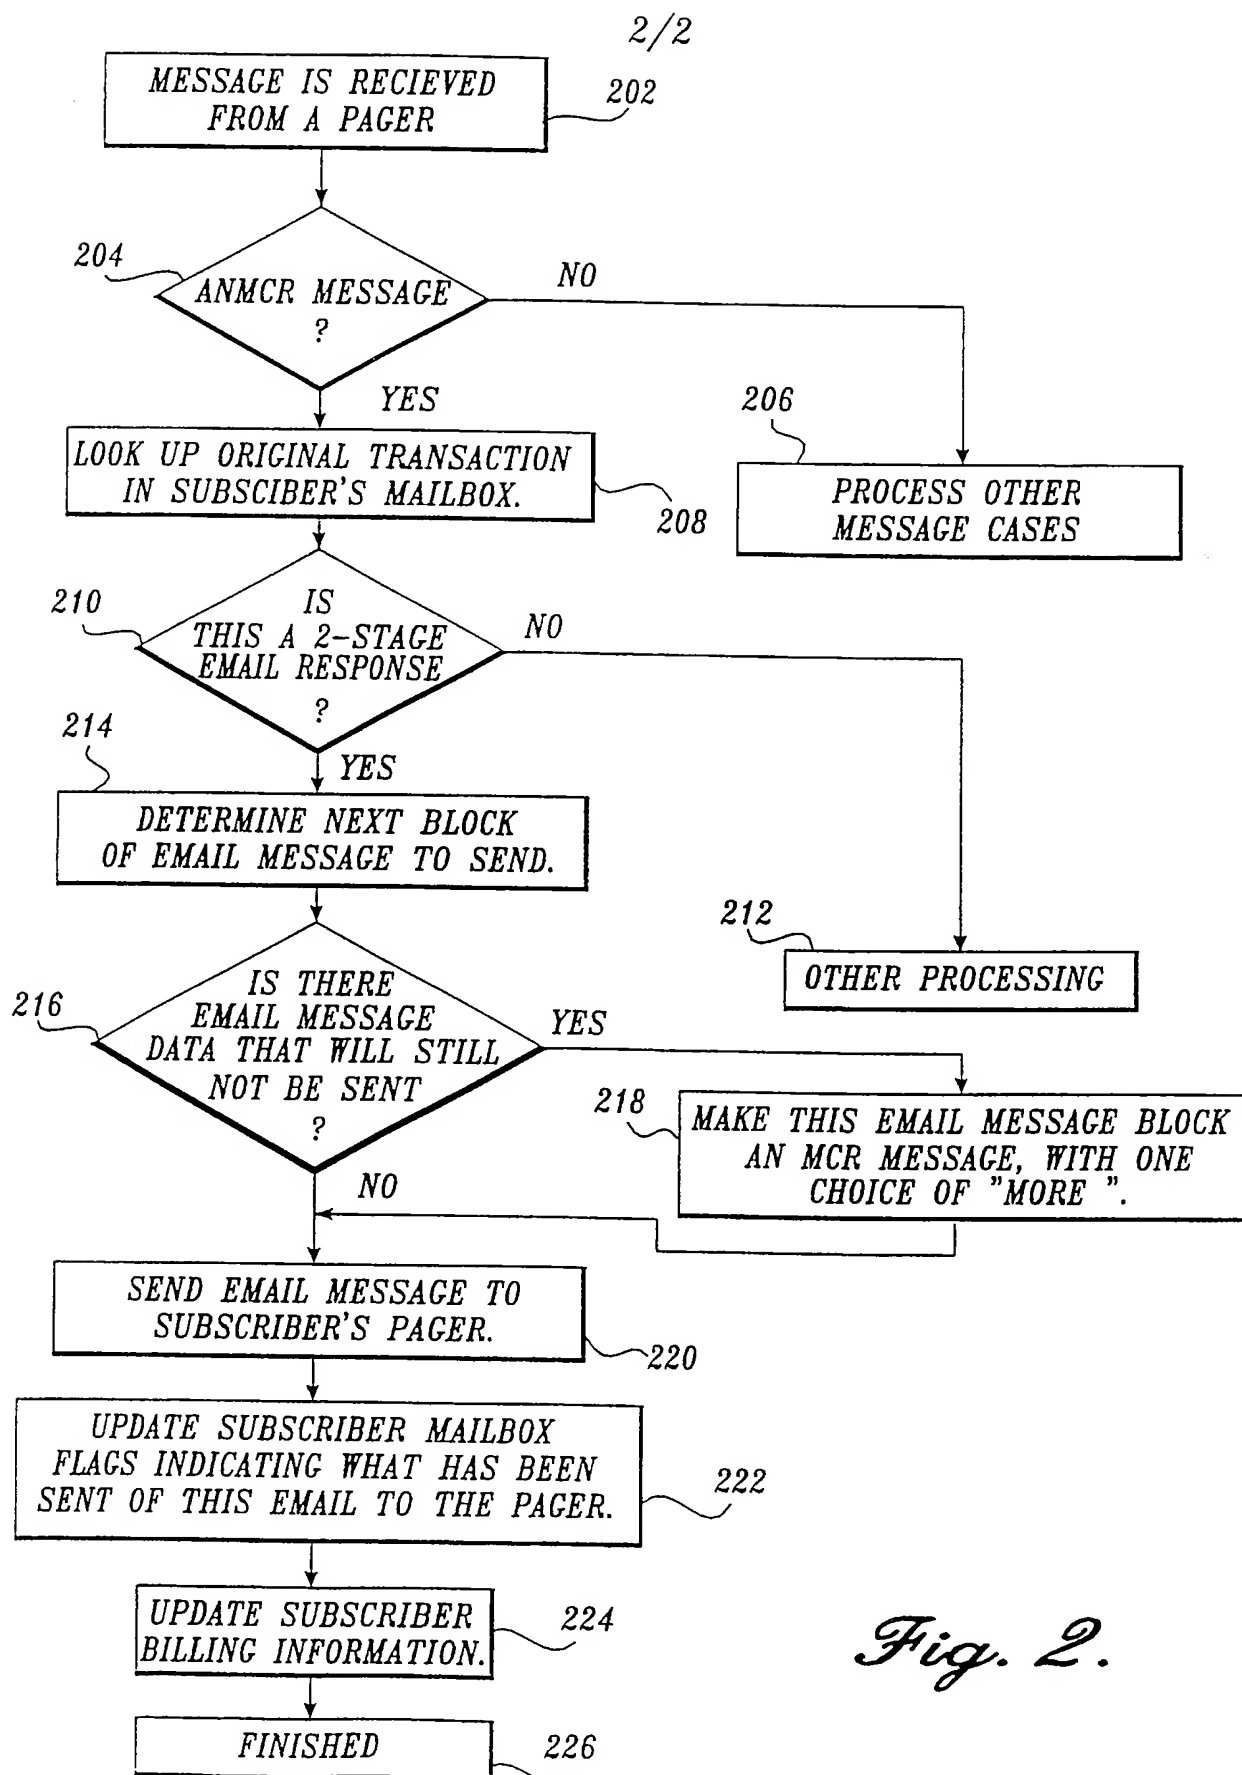 2/2
MESSAGE IS RECIEVED
FROM A PAGER
202
204
ANMCR MESSAGE
?
NO
YES
206
PROCESS OTHER
MESSAGE CASES
LOOK UP ORIGINAL TRANSACTION
IN SUBSCIBER'S MAILBOX.
208
210
IS
THIS A 2-STAGE
EMAIL RESPONSE
?
NO
YES
212
OTHER PROCESSING
214
DETERMINE NEXT BLOCK
OF EMAIL MESSAGE TO SEND.
216
IS THERE
EMAIL MESSAGE
DATA THAT WILL STILL
NOT BE SENT
?
YES
NO
218
MAKE THIS EMAIL MESSAGE BLOCK
AN MCR MESSAGE, WITH ONE
CHOICE OF "MORE ".
SEND EMAIL MESSAGE TO
SUBSCRIBER'S PAGER.
220
UPDATE SUBSCRIBER MAILBOX
FLAGS INDICATING WHAT HAS BEEN
SENT OF THIS EMAIL TO THE PAGER.
222
UPDATE SUBSCRIBER
BILLING INFORMATION.
224
FINISHED
226
Fig. 2.